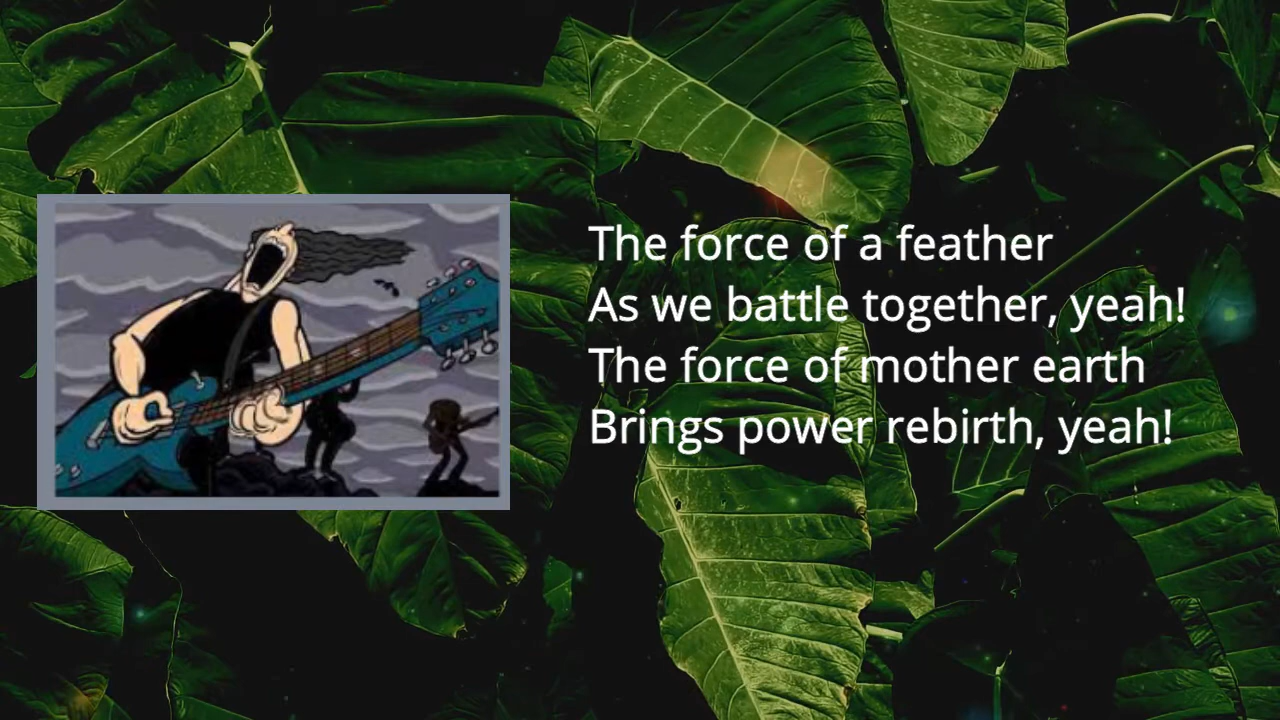 The force of a feather
As we battle together, yeah!
The force of mother earth
Brings power rebirth, yeah!